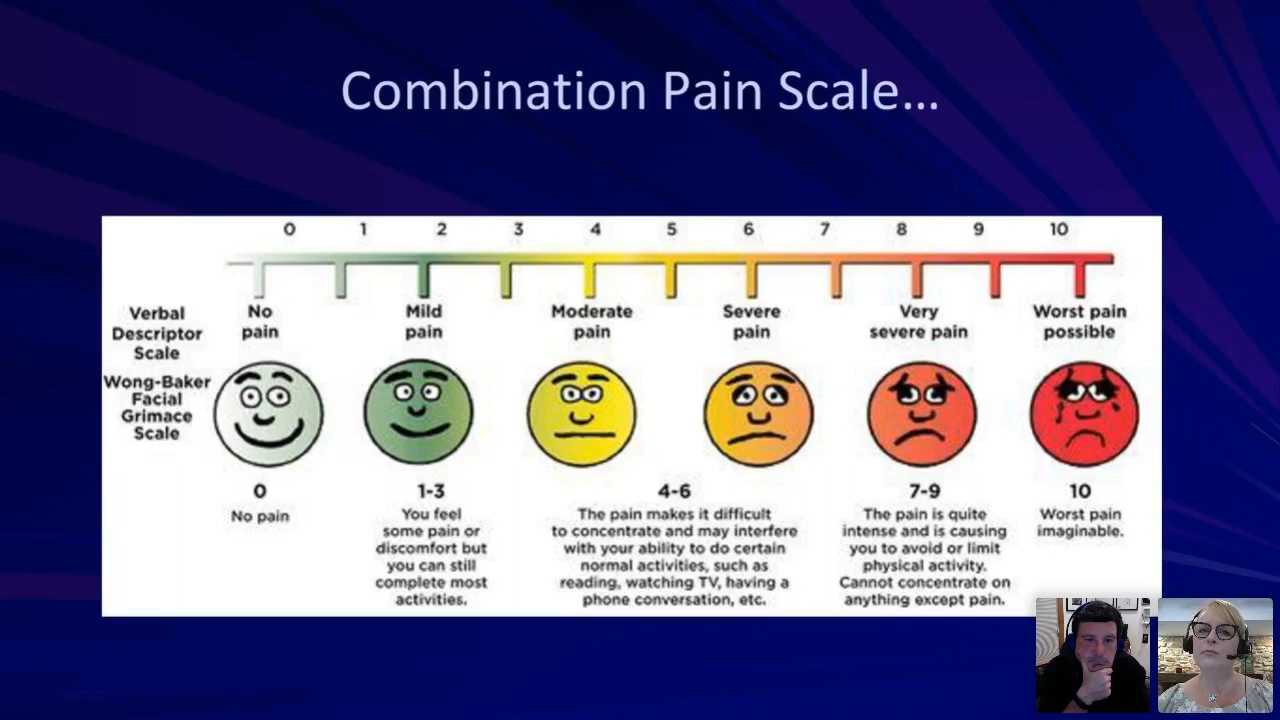 Combination Pain Scale…
0 1 2 3 4 5 6 7 8 9 10
Verbal
Descriptor
Scale
No
pain
Mild
pain
Moderate
pain
Severe
pain
Very
severe pain
Worst pain
possible
Wong-Baker
Facial
Grimace
Scale
0
No pain
1-3
You feel
some pain or
discomfort but
you can still
complete most
activities.
4-6
The pain makes it difficult
to concentrate and may interfere
with your ability to do certain
normal activities, such as
reading, watching TV, having a
phone conversation, etc.
7-9
The pain is quite
intense and is causing
you to avoid or limit
physical activity.
Cannot concentrate on
anything except pain.
10
Worst pain
imaginable.